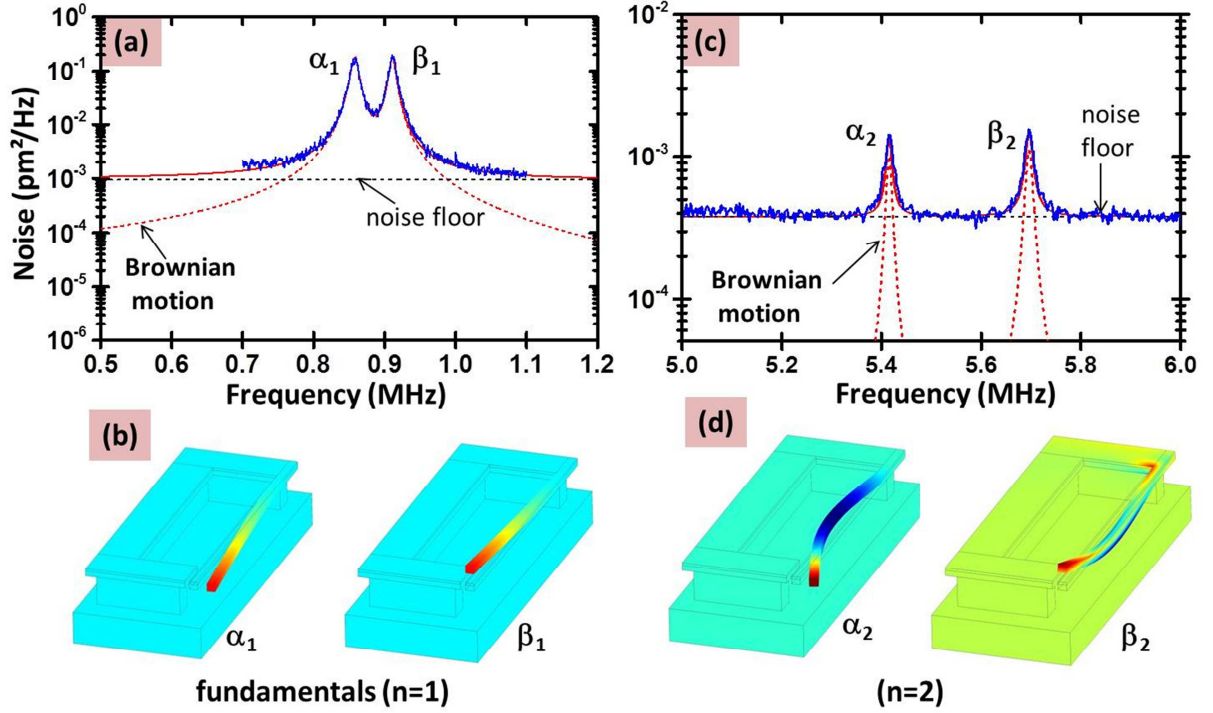 (a)
Noise (pm²/Hz)
10⁰
10⁻¹
10⁻²
10⁻³
10⁻⁴
10⁻⁵
10⁻⁶
α₁
β₁
noise floor
Brownian
motion
0.5 0.6 0.7 0.8 0.9 1.0 1.1 1.2
Frequency (MHz)
(c)
10⁻²
10⁻³
10⁻⁴
α₂
β₂
noise
floor
Brownian
motion
5.0 5.2 5.4 5.6 5.8 6.0
Frequency (MHz)
(b)
α₁
β₁
fundamentals (n=1)
(d)
α₂
β₂
(n=2)